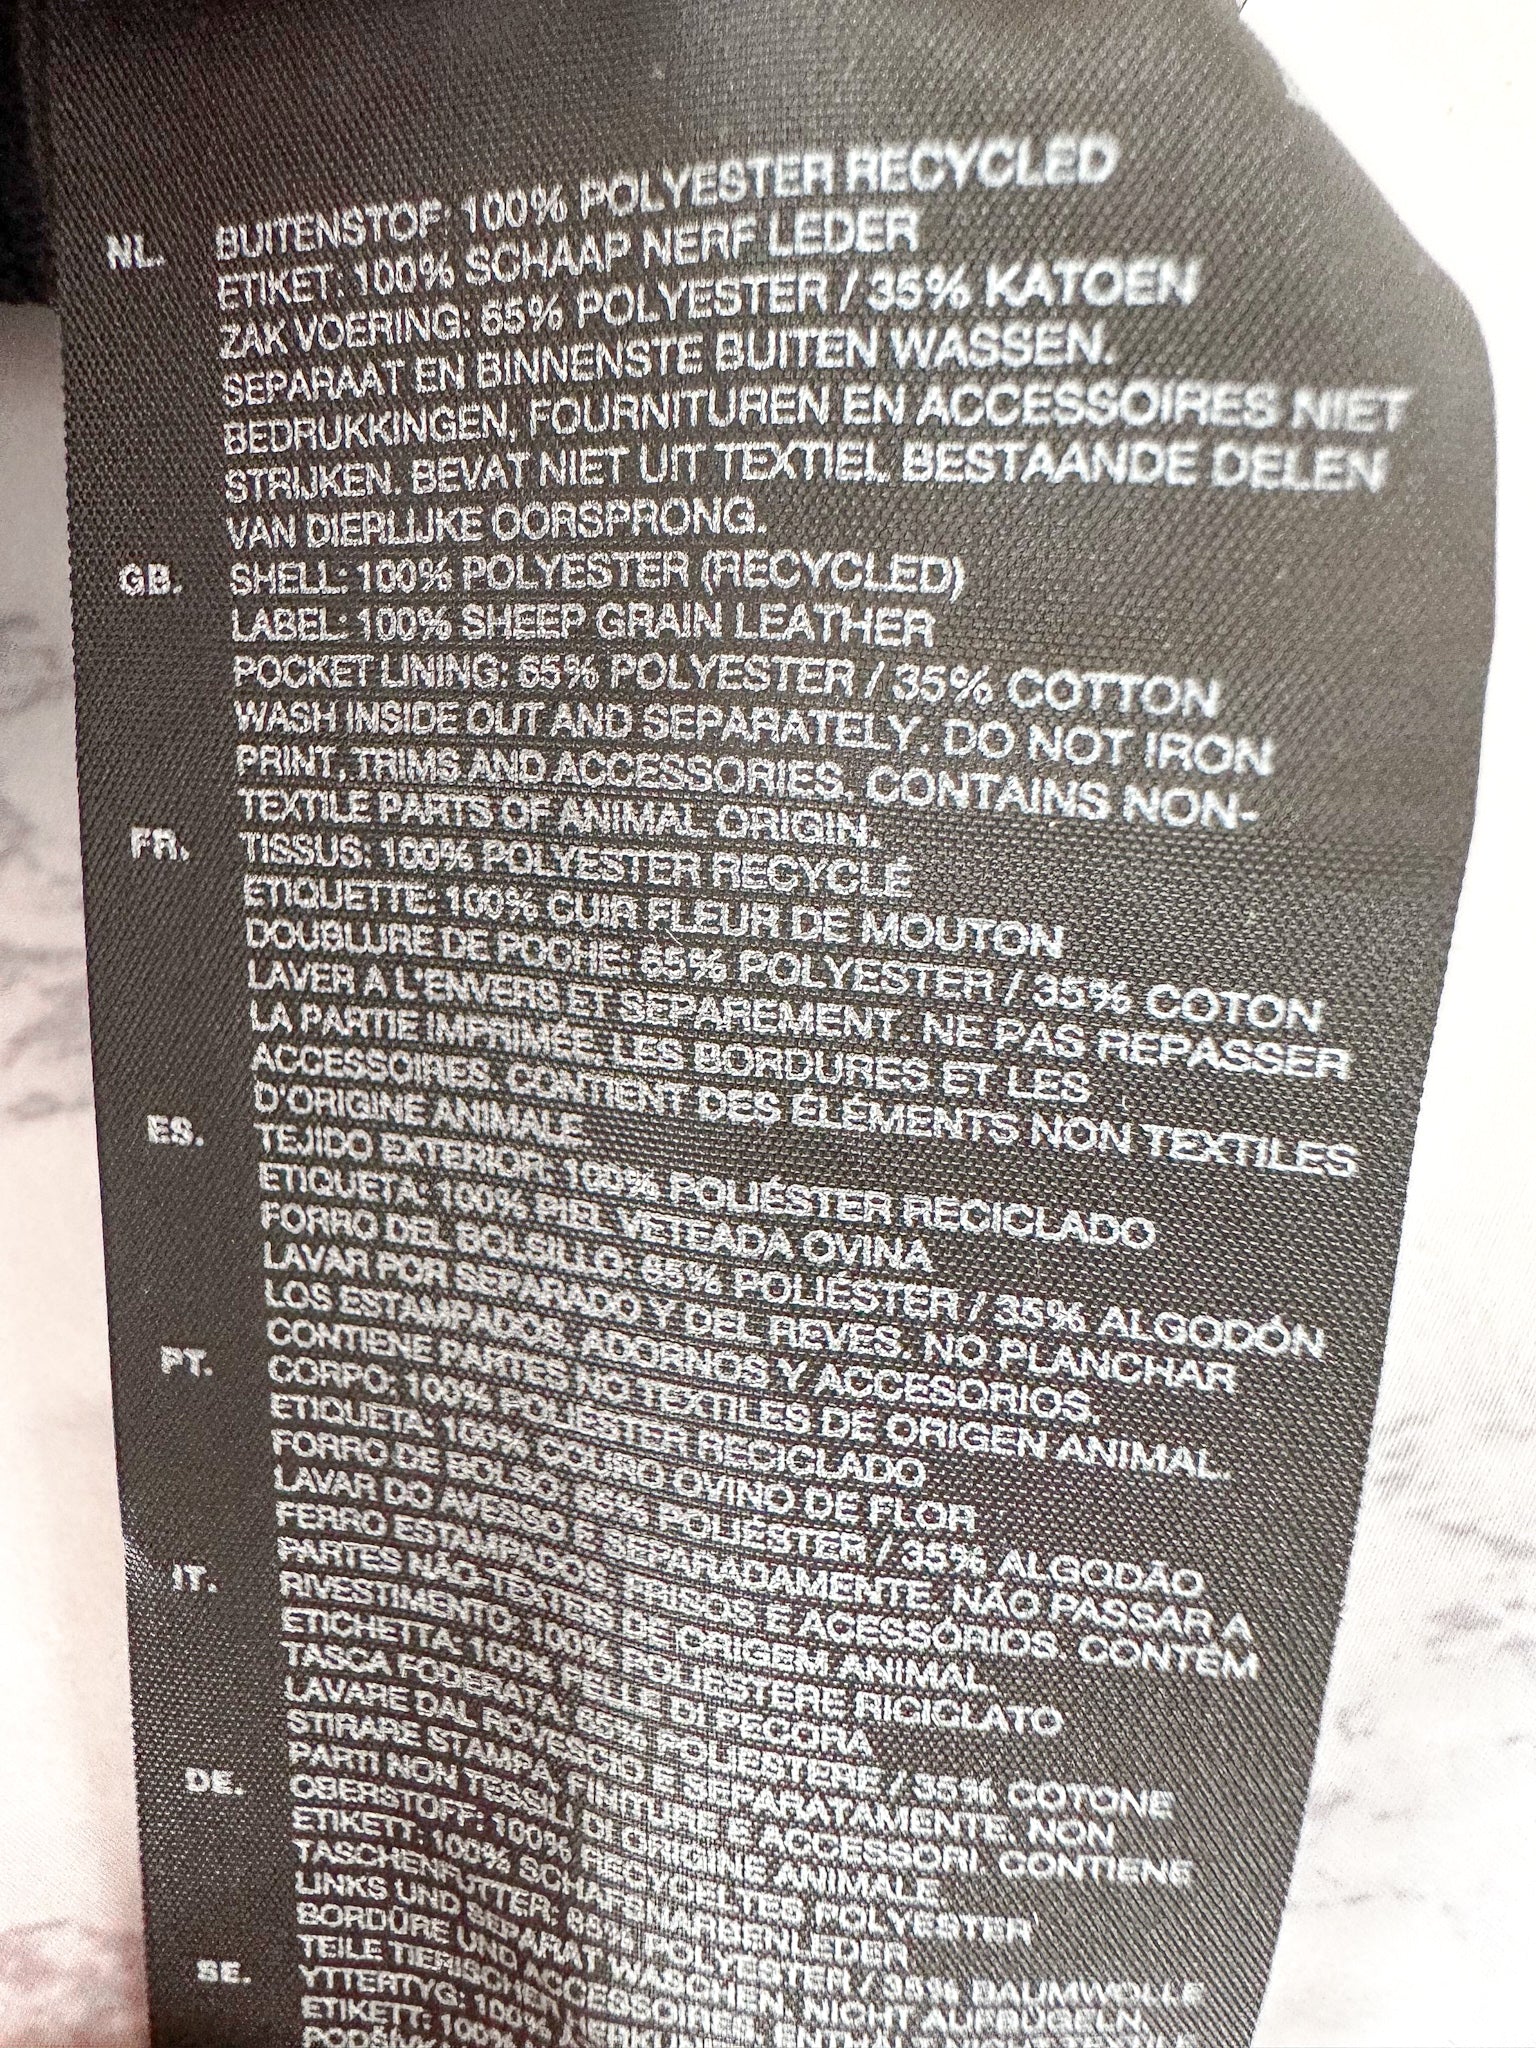 NL. BUITENSTOF: 100% POLYESTER RECYCLED
ETIKET: 100% SCHAAP NERF LEDER
ZAK VOERING: 65% POLYESTER / 35% KATOEN
SEPARAAT EN BINNENSTE BUITEN WASSEN.
BEDRUKKINGEN, FOURNITUREN EN ACCESSOIRES NIET
STRIJKEN. BEVAT NIET UIT TEXTIEL BESTAANDE DELEN
VAN DIERLIJKE OORSPRONG.
GB. SHELL: 100% POLYESTER (RECYCLED)
LABEL: 100% SHEEP GRAIN LEATHER
POCKET LINING: 65% POLYESTER / 35% COTTON
WASH INSIDE OUT AND SEPARATELY. DO NOT IRON
PRINT, TRIMS AND ACCESSORIES. CONTAINS NON-
TEXTILE PARTS OF ANIMAL ORIGIN.
FR. TISSUS: 100% POLYESTER RECYCLÉ
ETIQUETTE: 100% CUIR FLEUR DE MOUTON
DOUBLURE DE POCHE: 65% POLYESTER / 35% COTON
LAVER A L'ENVERS ET SEPAREMENT. NE PAS REPASSER
LA PARTIE IMPRIMÉE. LES BORDURES ET LES
ACCESSOIRES. CONTIENT DES ÉLÉMENTS NON TEXTILES
D'ORIGINE ANIMALE.
ES. TEJIDO EXTERIOR: 100% POLIÉSTER RECICLADO
ETIQUETA: 100% PIEL VETEADA OVINA
FORRO DEL BOLSILLO: 65% POLIÉSTER / 35% ALGODÓN
LAVAR POR SEPARADO Y DEL REVES. NO PLANCHAR
LOS ESTAMPADOS, ADORNOS Y ACCESORIOS.
CONTIENE PARTES NO TEXTILES DE ORIGEN ANIMAL.
PT. CORPO: 100% POLIÉSTER RECICLADO
ETIQUETA: 100% COURO OVINO DE FLOR
FORRO DE BOLSO: 65% POLIÉSTER / 35% ALGODÃO
LAVAR DO AVESSO E SEPARADAMENTE. NÃO PASSAR A
FERRO ESTAMPADOS, FRISOS E ACESSÓRIOS. CONTÉM
PARTES NÃO-TÊXTEIS DE ORIGEM ANIMAL
IT. RIVESTIMENTO: 100% POLIESTERE RICICLATO
ETICHETTA: 100% PELLE DI PECORA
TASCA FODERATA: 65% POLIESTERE / 35% COTONE
LAVARE DAL ROVESCIO E SEPARATAMENTE. NON
STIRARE STAMPA, FINITURE E ACCESSORI. CONTIENE
PARTI NON TESSILI DI ORIGINE ANIMALE
DE. OBERSTOFF: 100% RECYCELTES POLYESTER
ETIKETT: 100% SCHAFSNARBENLEDER
TASCHENFUTTER: 65% POLYESTER / 35% BAUMWOLLE
LINKS UND SEPARAT WASCHEN. NICHT AUFBÜGELN,
BORDÜRE UND ACCESSOIRES. ENTHÄLT
TEILE TIERISCHEN
SE. YTTERTYG: 100%
ETIKETT: 100%